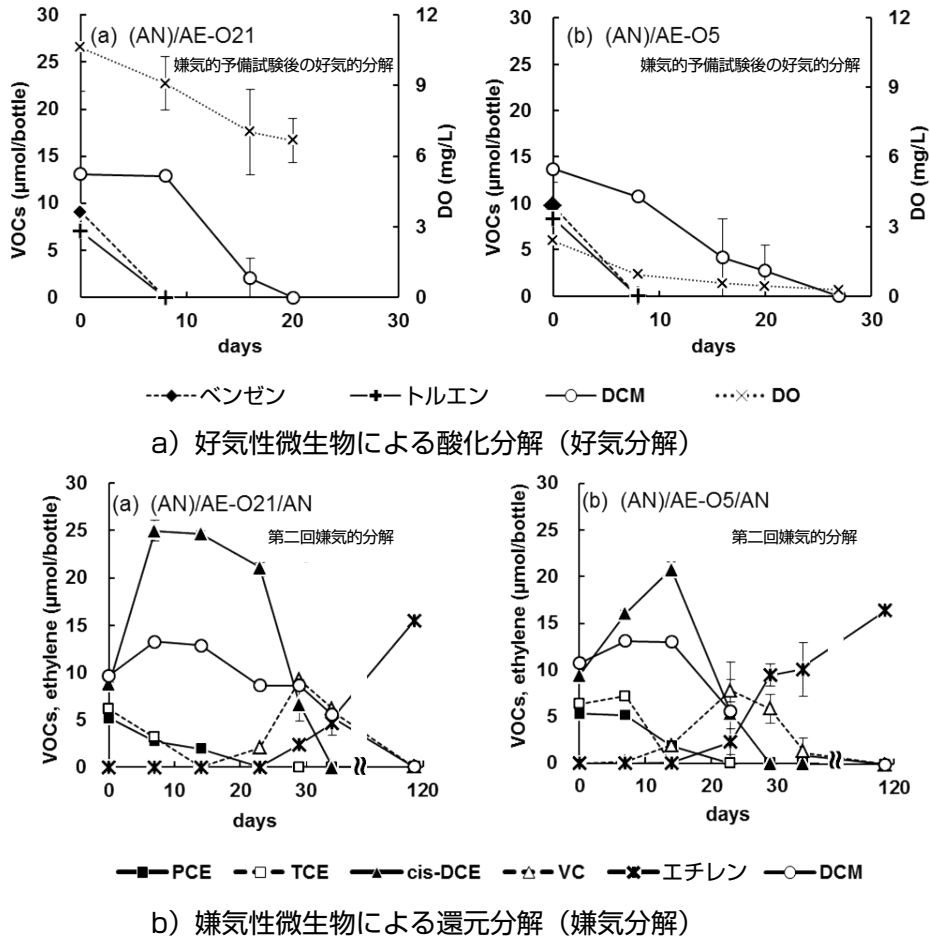 (a) (AN)/AE-O21
嫌気的予備試験後の好気的分解
VOCs (µmol/bottle)
30
25
20
15
10
5
0
12
9
6
3
0
DO (mg/L)
0 10 20 30
days
(b) (AN)/AE-O5
嫌気的予備試験後の好気的分解
VOCs (µmol/bottle)
30
25
20
15
10
5
0
12
9
6
3
0
DO (mg/L)
0 10 20 30
days
ベンゼン トルエン DCM DO
a）好気性微生物による酸化分解（好気分解）
(a) (AN)/AE-O21/AN
第二回嫌気的分解
VOCs, ethylene (µmol/bottle)
30
25
20
15
10
5
0
0 10 20 30 120
days
(b) (AN)/AE-O5/AN
第二回嫌気的分解
VOCs, ethylene (µmol/bottle)
30
25
20
15
10
5
0
0 10 20 30 120
days
PCE TCE cis-DCE VC エチレン DCM
b）嫌気性微生物による還元分解（嫌気分解）